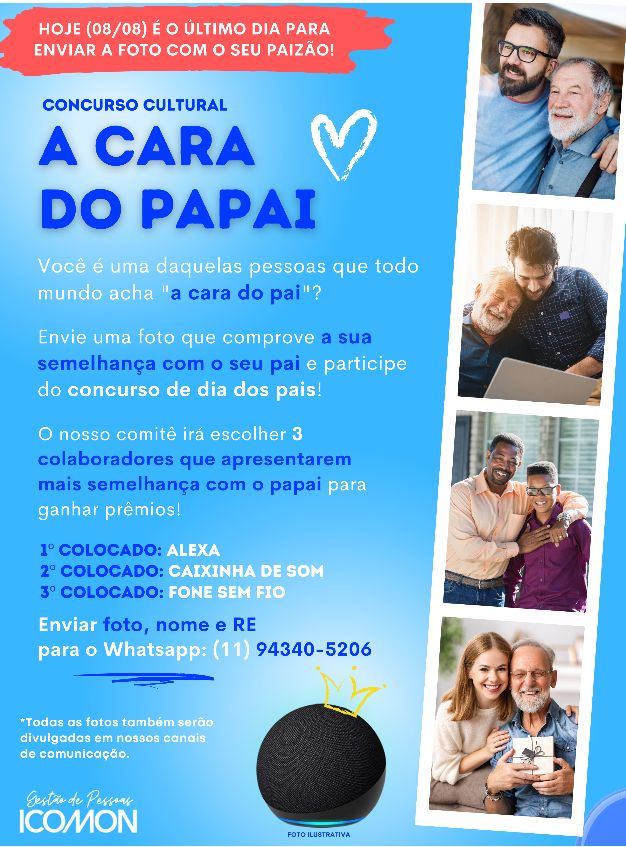 HOJE (08/08) É O ÚLTIMO DIA PARA
ENVIAR A FOTO COM O SEU PAIZÃO!
CONCURSO CULTURAL
A CARA
DO PAPAI
Você é uma daquelas pessoas que todo
mundo acha "a cara do pai"?
Envie uma foto que comprove a sua
semelhança com o seu pai e participe
do concurso de dia dos pais!
O nosso comitê irá escolher 3
colaboradores que apresentarem
mais semelhança com o papai para
ganhar prêmios!
1º COLOCADO: ALEXA
2º COLOCADO: CAIXINHA DE SOM
3º COLOCADO: FONE SEM FIO
Enviar foto, nome e RE
para o Whatsapp: (11) 94340-5206
*Todas as fotos também serão
divulgadas em nossos canais
de comunicação.
Gestão de Pessoas
ICOMON
FOTO ILUSTRATIVA